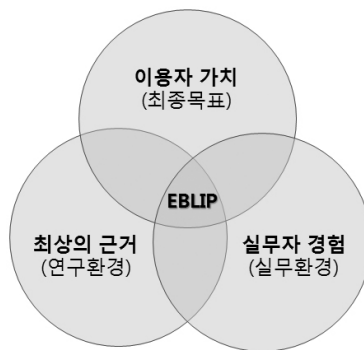 이용자 가치
(최종목표)
EBLIP
최상의 근거
(연구환경)
실무자 경험
(실무환경)